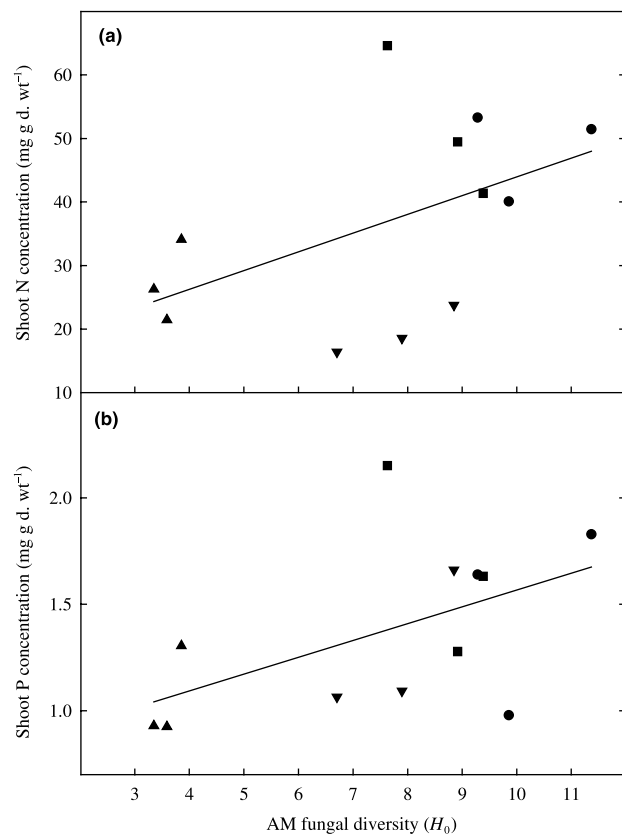 (a)
Shoot N concentration (mg g d. wt⁻¹)
60
50
40
30
20
10
(b)
Shoot P concentration (mg g d. wt⁻¹)
2.0
1.5
1.0
3 4 5 6 7 8 9 10 11
AM fungal diversity (H₀)